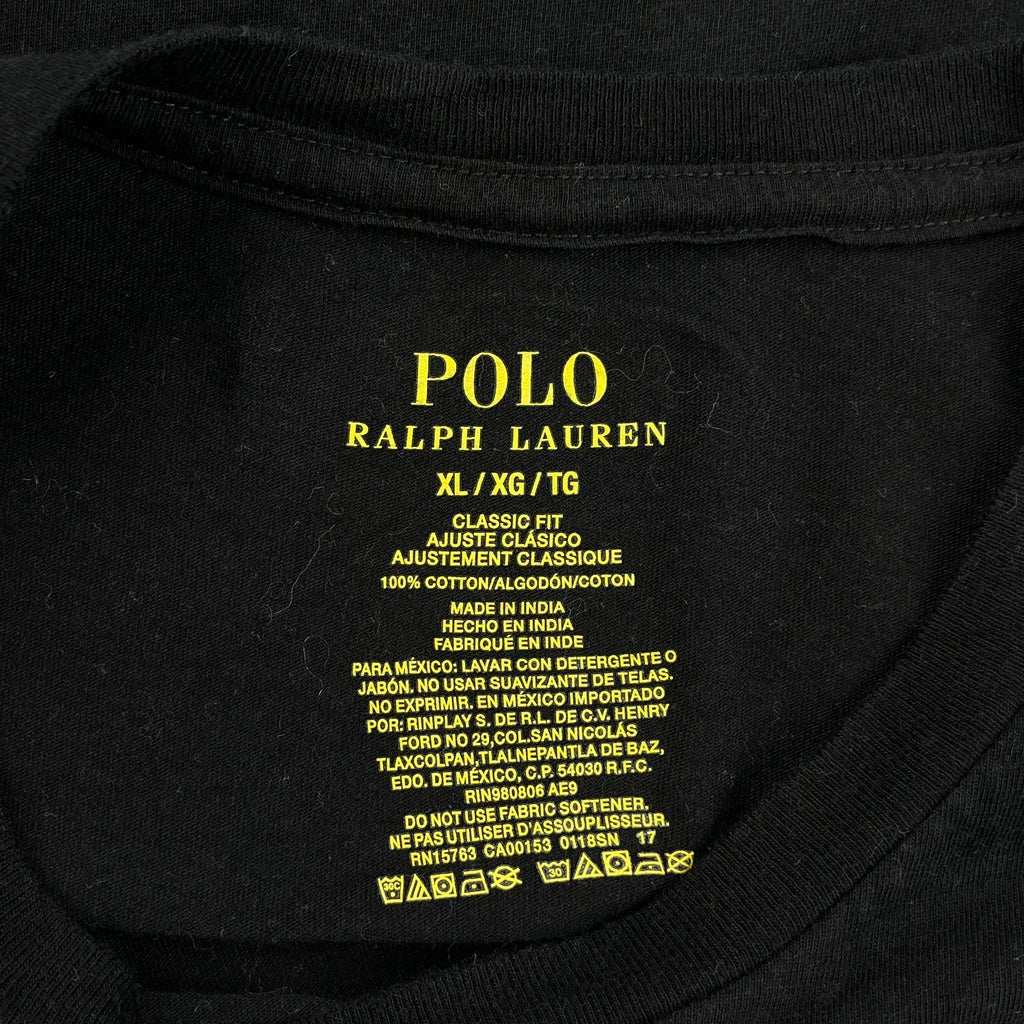 POLO
RALPH LAUREN
XL / XG / TG
CLASSIC FIT
AJUSTE CLÁSICO
AJUSTEMENT CLASSIQUE
100% COTTON/ALGODÓN/COTON
MADE IN INDIA
HECHO EN INDIA
FABRIQUÉ EN INDE
PARA MÉXICO: LAVAR CON DETERGENTE O
JABÓN. NO USAR SUAVIZANTE DE TELAS.
NO EXPRIMIR. EN MÉXICO IMPORTADO
POR: RINPLAY S. DE R.L. DE C.V. HENRY
FORD NO 29,COL.SAN NICOLÁS
TLAXCOLPAN,TLALNEPANTLA DE BAZ,
EDO. DE MÉXICO, C.P. 54030 R.F.C.
RIN980806 AE9
DO NOT USE FABRIC SOFTENER.
NE PAS UTILISER D'ASSOUPLISSEUR.
RN15763 CA00153 0118SN 17
30C 30